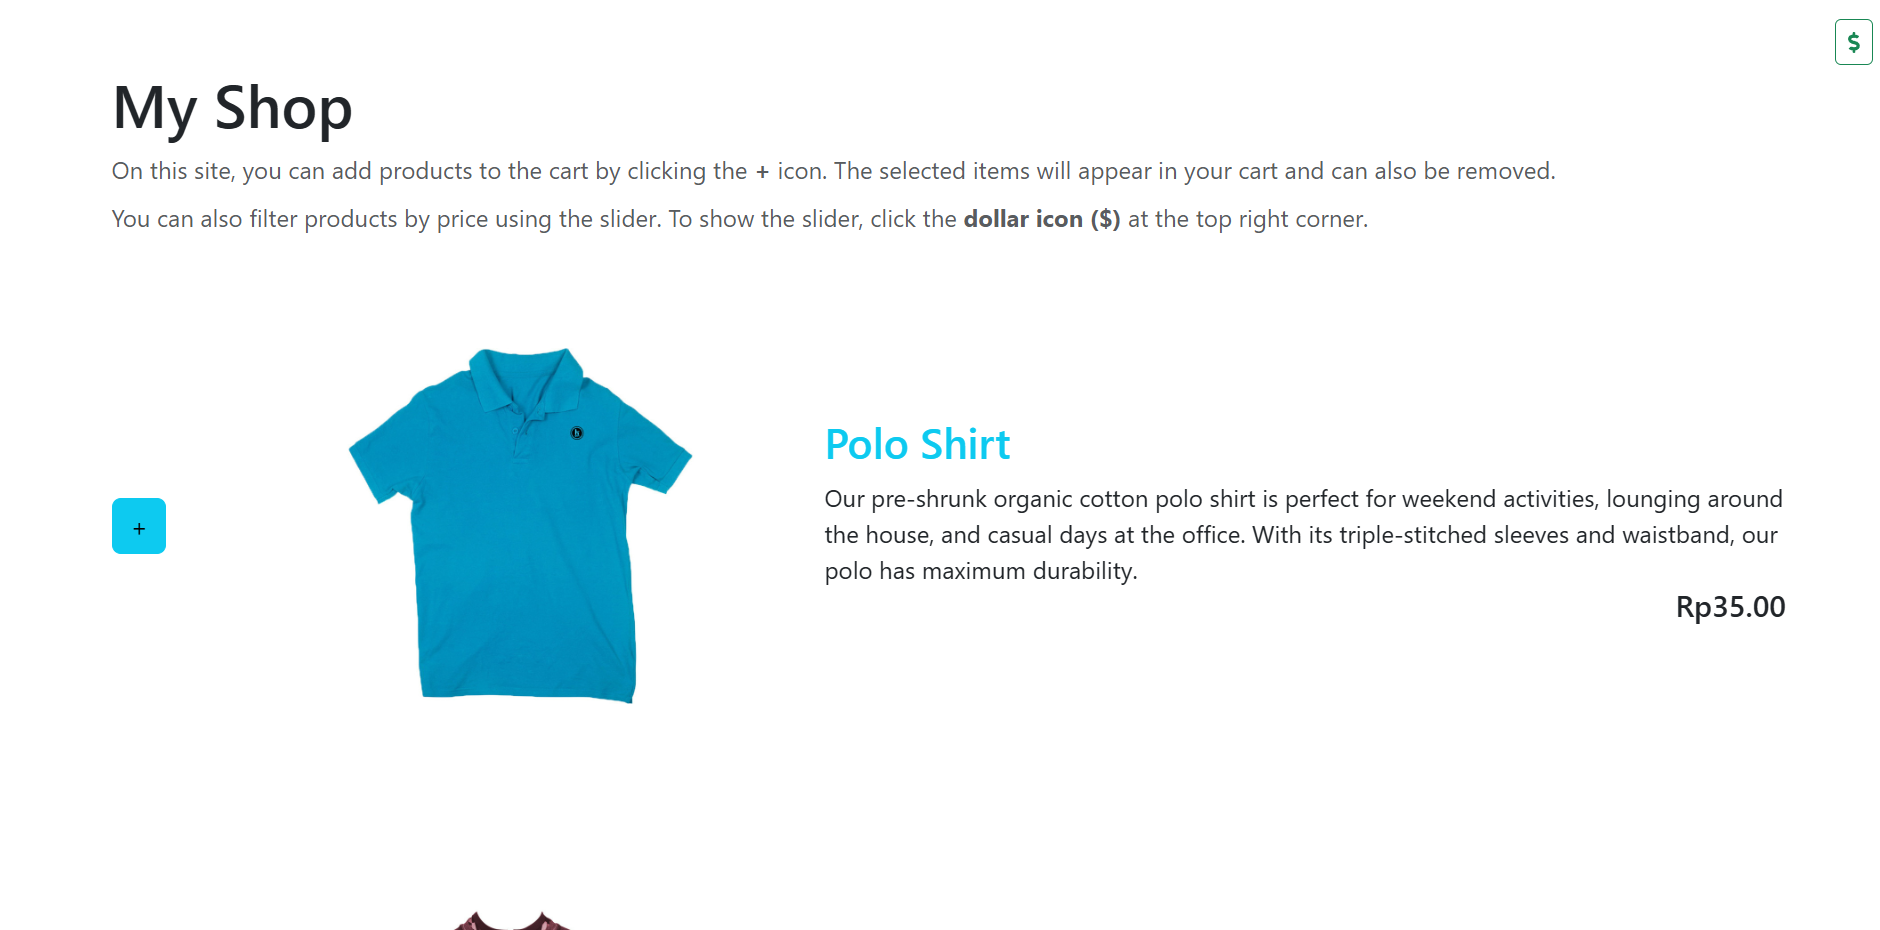 $
My Shop
On this site, you can add products to the cart by clicking the + icon. The selected items will appear in your cart and can also be removed.
You can also filter products by price using the slider. To show the slider, click the dollar icon ($) at the top right corner.
+
Polo Shirt
Our pre-shrunk organic cotton polo shirt is perfect for weekend activities, lounging around
the house, and casual days at the office. With its triple-stitched sleeves and waistband, our
polo has maximum durability.
Rp35.00